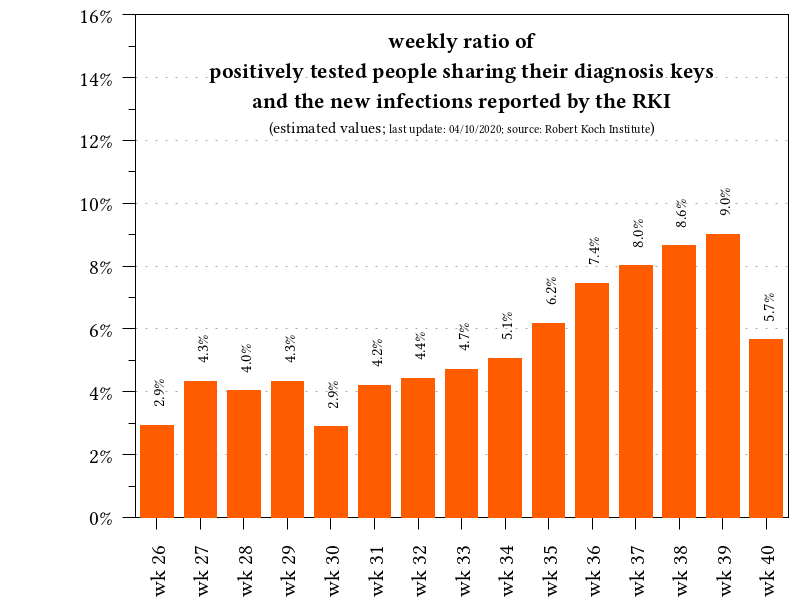 weekly ratio of
positively tested people sharing their diagnosis keys
and the new infections reported by the RKI
(estimated values; last update: 04/10/2020; source: Robert Koch Institute)
16%
14%
12%
10%
8%
6%
4%
2%
0%
2.9%
4.3%
4.0%
4.3%
2.9%
4.2%
4.4%
4.7%
5.1%
6.2%
7.4%
8.0%
8.6%
9.0%
5.7%
wk 26
wk 27
wk 28
wk 29
wk 30
wk 31
wk 32
wk 33
wk 34
wk 35
wk 36
wk 37
wk 38
wk 39
wk 40